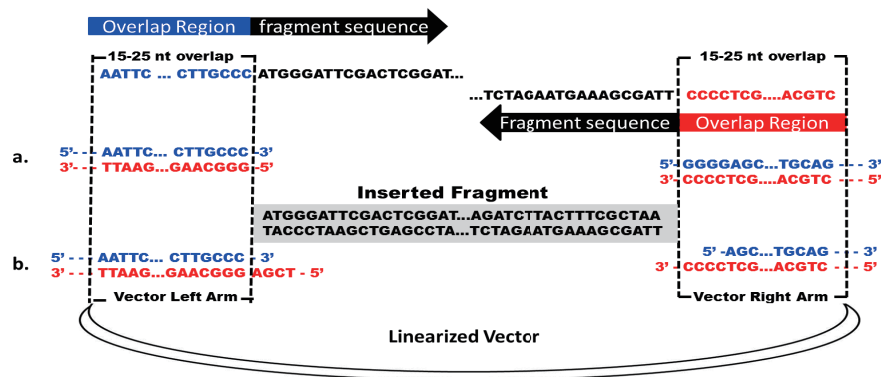 Overlap Region fragment sequence
15-25 nt overlap 15-25 nt overlap
AATTC ... CTTGCCC ATGGGATTCGACTCGGAT...
...TCTAGAATGAAAGCGATT CCCCTCG....ACGTC
Fragment sequence Overlap Region
a. 5'- - - AATTC... CTTGCCC -3' 5'- GGGGAGC...TGCAG - - - 3'
3'- - - TTAAG...GAACGGG- 5' 3'- CCCCTCG...ACGTC - - - 5'
Inserted Fragment
ATGGGATTCGACTCGGAT...AGATCTTACTTTCGCTAA
TACCCTAAGCTGAGCCTA...TCTAGAATGAAAGCGATT
b. 5'- - - AATTC... CTTGCCC - 3' 5' -AGC...TGCAG - - - 3'
3'- - - TTAAG...GAACGGG AGCT - 5' 3' - CCCCTCG...ACGTC - - - 5'
Vector Left Arm Vector Right Arm
Linearized Vector